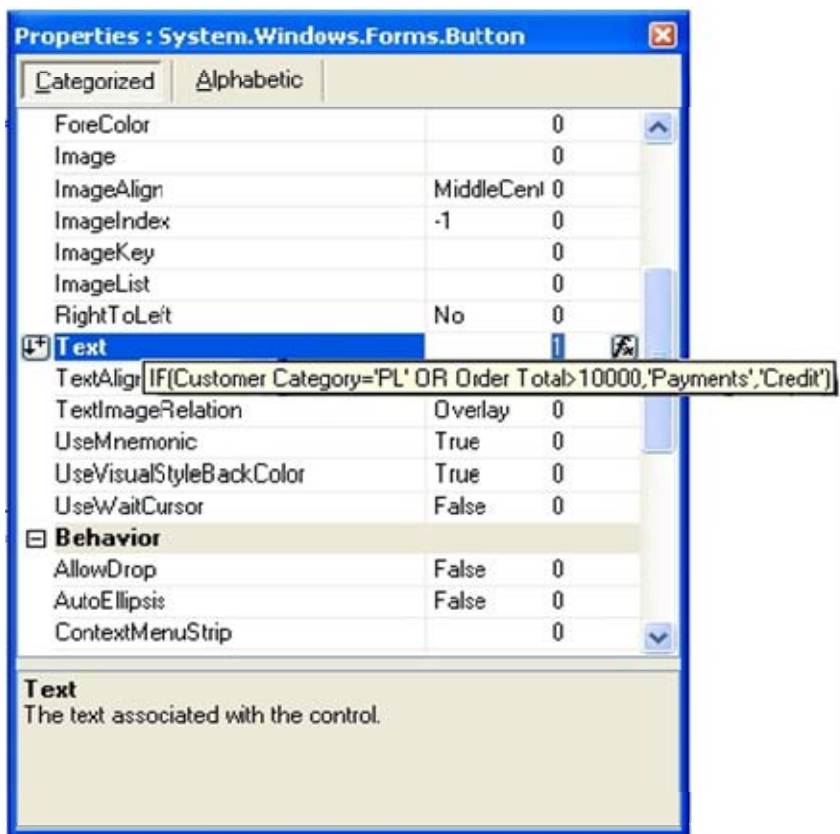 Properties : System.Windows.Forms.Button
Categorized Alphabetic
ForeColor 0
Image 0
ImageAlign MiddleCent 0
ImageIndex -1 0
ImageKey 0
ImageList 0
RightToLeft No 0
Text 1 fx
TextAlign IF(Customer Category='PL' OR Order Total>10000,'Payments','Credit')
TextImageRelation Overlay 0
UseMnemonic True 0
UseVisualStyleBackColor True 0
UseWaitCursor False 0
Behavior
AllowDrop False 0
AutoEllipsis False 0
ContextMenuStrip 0
Text
The text associated with the control.